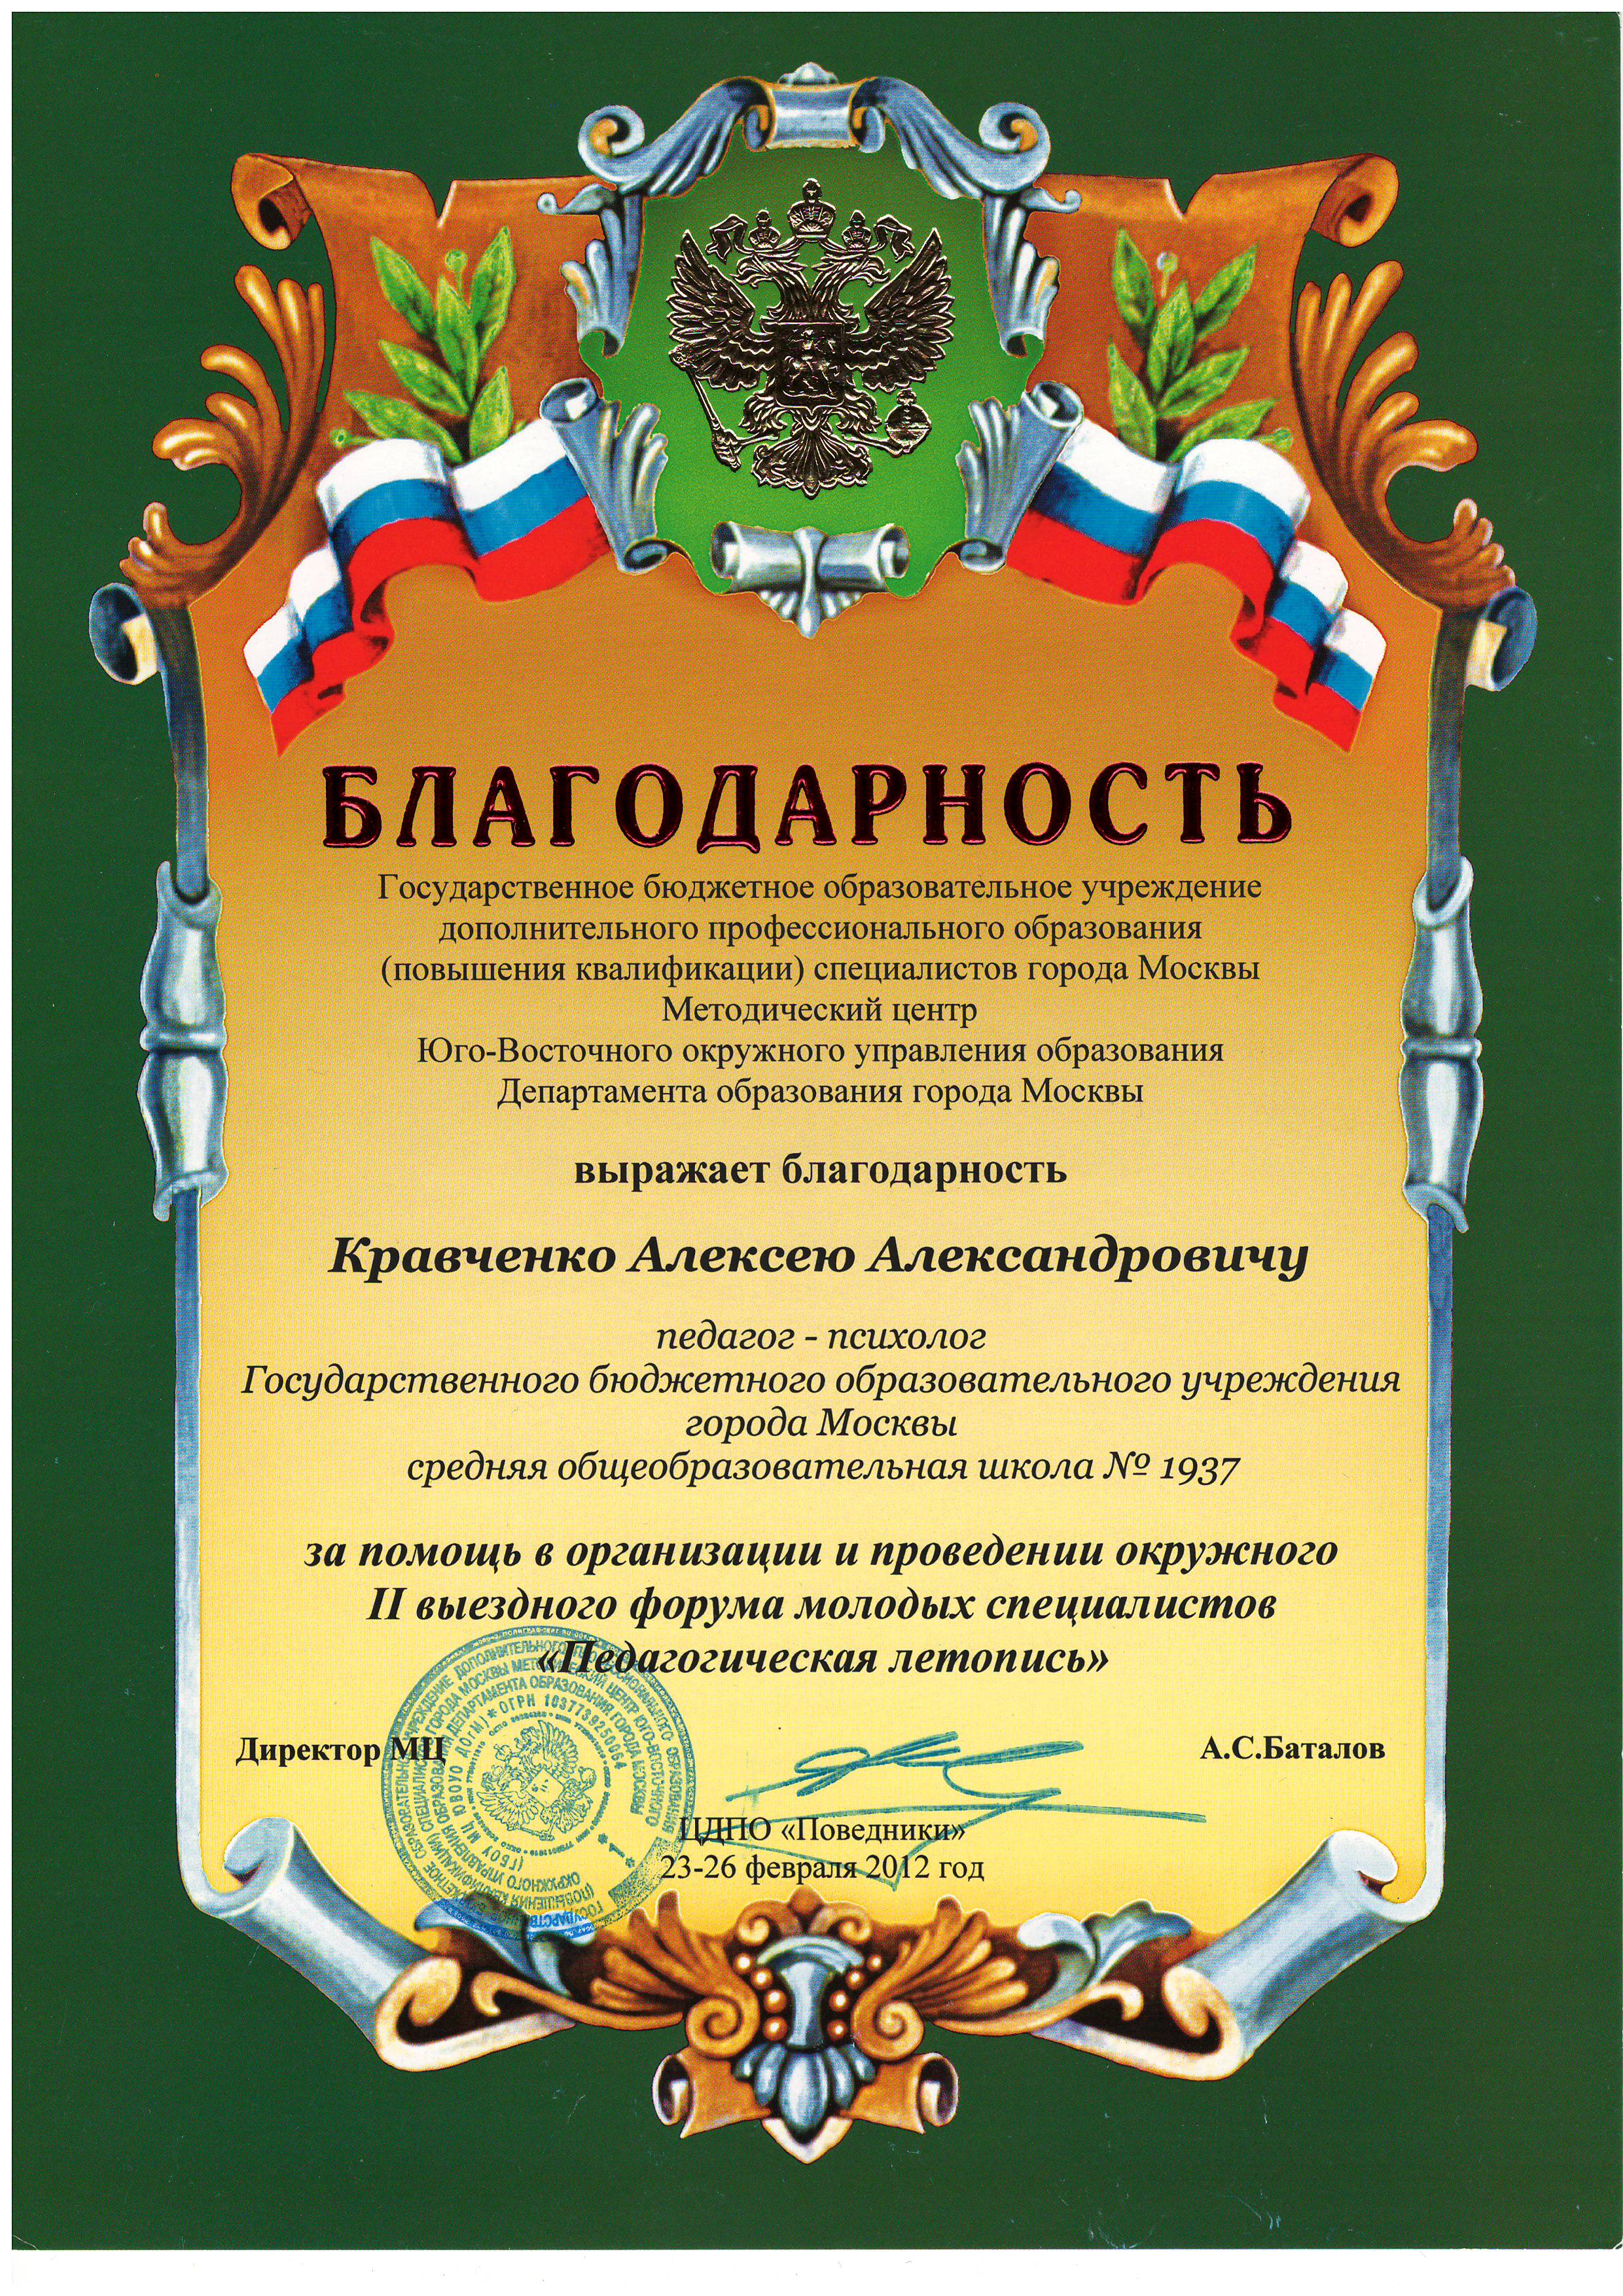 БЛАГОДАРНОСТЬ
Государственное бюджетное образовательное учреждение
дополнительного профессионального образования
(повышения квалификации) специалистов города Москвы
Методический центр
Юго-Восточного окружного управления образования
Департамента образования города Москвы
выражает благодарность
Кравченко Алексею Александровичу
педагог - психолог
Государственного бюджетного образовательного учреждения
города Москвы
средняя общеобразовательная школа № 1937
за помощь в организации и проведении окружного
II выездного форума молодых специалистов
«Педагогическая летопись»
Директор МЦ
А.С.Баталов
ЦДПО «Поведники»
23-26 февраля 2012 год